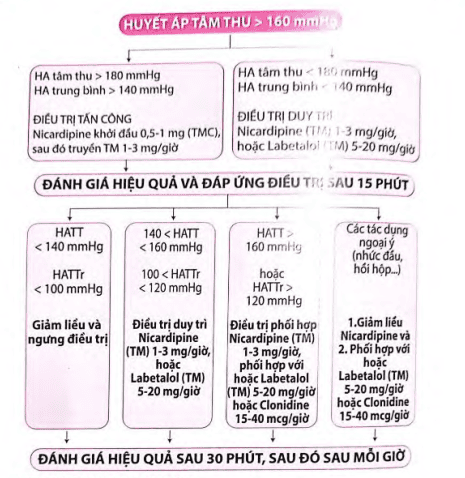 HUYẾT ÁP TÂM THU > 160 mmHg
HA tâm thu > 180 mmHg
HA trung bình > 140 mmHg
ĐIỀU TRỊ TẤN CÔNG
Nicardipine khởi đầu 0,5-1 mg (TMC),
sau đó truyền TM 1-3 mg/giờ
HA tâm thu < 180 mmHg
HA trung bình < 140 mmHg
ĐIỀU TRỊ DUY TRÌ
Nicardipine (TM) 1-3 mg/giờ,
hoặc Labetalol (TM) 5-20 mg/giờ
ĐÁNH GIÁ HIỆU QUẢ VÀ ĐÁP ỨNG ĐIỀU TRỊ SAU 15 PHÚT
HATT
< 140 mmHg
HATTr
< 100 mmHg
Giảm liều và
ngưng điều trị
140 < HATT
< 160 mmHg
100 < HATTr
< 120 mmHg
Điều trị duy trì
Nicardipine
(TM) 1-3 mg/giờ,
hoặc
Labetalol (TM)
5-20 mg/giờ
HATT >
160 mmHg
hoặc
HATTr >
120 mmHg
Điều trị phối hợp
Nicardipine (TM)
1-3 mg/giờ,
phối hợp với
hoặc Labetalol
(TM) 5-20 mg/giờ
hoặc Clonidine
15-40 mcg/giờ
Các tác dụng
ngoại ý
(nhức đầu,
hồi hộp...)
1.Giảm liều
Nicardipine và
2. Phối hợp với
hoặc
Labetalol (TM)
5-20 mg/giờ
hoặc Clonidine
15-40 mcg/giờ
ĐÁNH GIÁ HIỆU QUẢ SAU 30 PHÚT, SAU ĐÓ SAU MỖI GIỜ